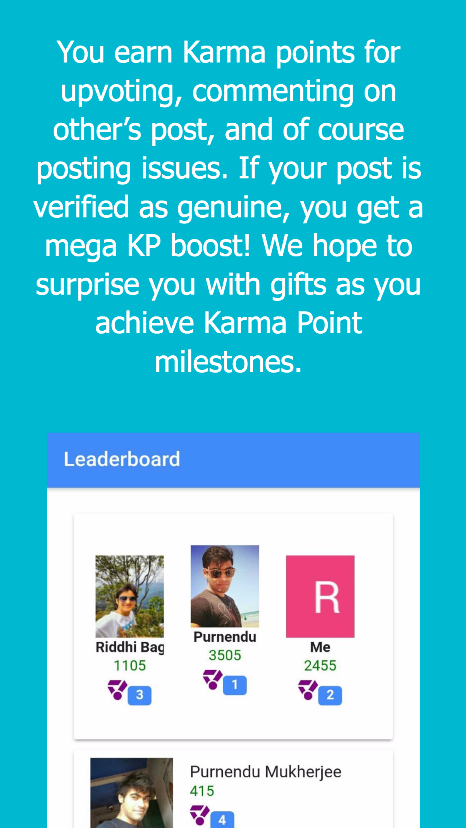 You earn Karma points for
upvoting, commenting on
other's post, and of course
posting issues. If your post is
verified as genuine, you get a
mega KP boost! We hope to
surprise you with gifts as you
achieve Karma Point
milestones.
Leaderboard
Riddhi Bag
1105
3
Purnendu
3505
1
R
Me
2455
2
Purnendu Mukherjee
415
4